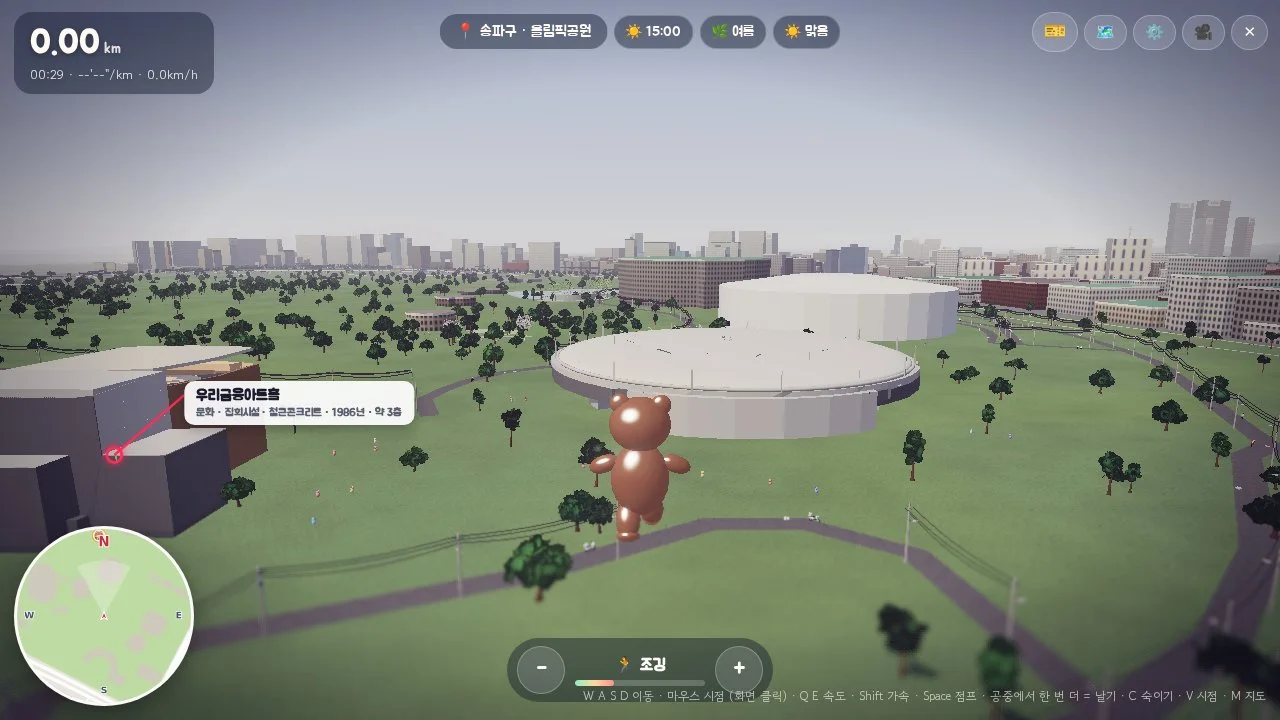 0.00 km
00:29 · --'--"/km · 0.0km/h
송파구 · 올림픽공원
15:00
여름
맑음
우리금융아트홀
문화 · 집회시설 · 철근콘크리트 · 1986년 · 약 3층
N
W
E
S
조깅
−
+
W A S D 이동 · 마우스 시점 (화면 클릭) · Q E 속도 · Shift 가속 · Space 점프 · 공중에서 한 번 더 = 날기 · C 숙이기 · V 시점 · M 지도